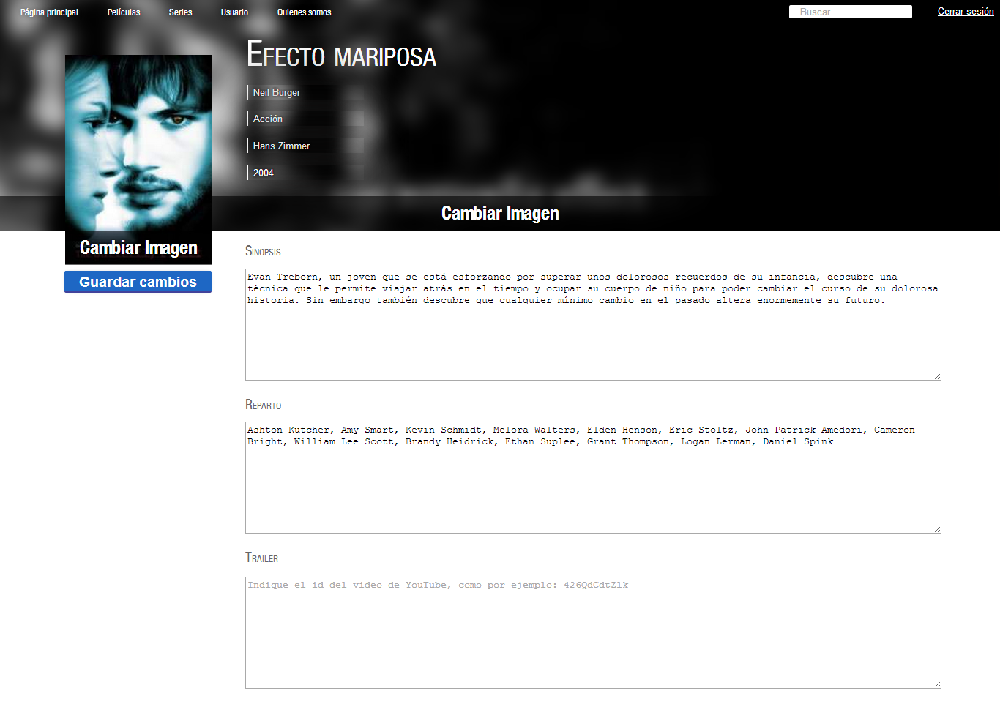 Página principal Películas Series Usuario Quienes somos Buscar Cerrar sesión
Efecto mariposa
Neil Burger
Acción
Hans Zimmer
2004
Cambiar Imagen
Cambiar Imagen
Guardar cambios
Sinopsis
Evan Treborn, un joven que se está esforzando por superar unos dolorosos recuerdos de su infancia, descubre una
técnica que le permite viajar atrás en el tiempo y ocupar su cuerpo de niño para poder cambiar el curso de su dolorosa
historia. Sin embargo también descubre que cualquier mínimo cambio en el pasado altera enormemente su futuro.
Reparto
Ashton Kutcher, Amy Smart, Kevin Schmidt, Melora Walters, Elden Henson, Eric Stoltz, John Patrick Amedori, Cameron
Bright, William Lee Scott, Brandy Heidrick, Ethan Suplee, Grant Thompson, Logan Lerman, Daniel Spink
Trailer
Indique el id del video de YouTube, como por ejemplo: 426QdCdtZlk